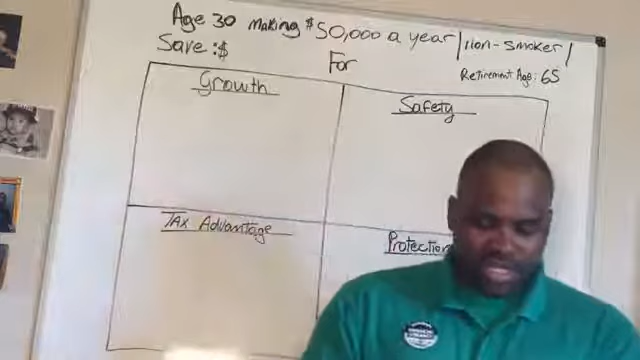 Age 30 making $50,000 a year/non-smoker/
Save:$
For
Retirement Age: 65
Growth
Safety
Tax Advantage
Protection